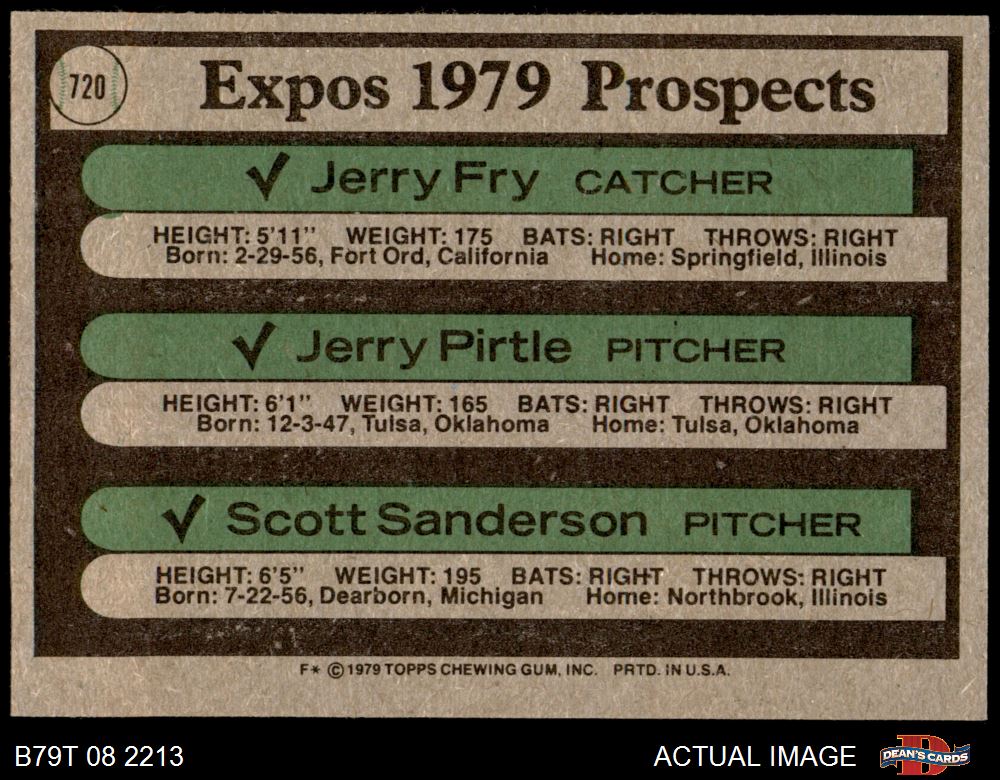 720
Expos 1979 Prospects
✓ Jerry Fry CATCHER
HEIGHT: 5'11" WEIGHT: 175 BATS: RIGHT THROWS: RIGHT
Born: 2-29-56, Fort Ord, California Home: Springfield, Illinois
✓ Jerry Pirtle PITCHER
HEIGHT: 6'1" WEIGHT: 165 BATS: RIGHT THROWS: RIGHT
Born: 12-3-47, Tulsa, Oklahoma Home: Tulsa, Oklahoma
✓ Scott Sanderson PITCHER
HEIGHT: 6'5" WEIGHT: 195 BATS: RIGHT THROWS: RIGHT
Born: 7-22-56, Dearborn, Michigan Home: Northbrook, Illinois
F* © 1979 TOPPS CHEWING GUM, INC. PRTD. IN U.S.A.
B79T 08 2213 ACTUAL IMAGE
D
DEAN'S CARDS